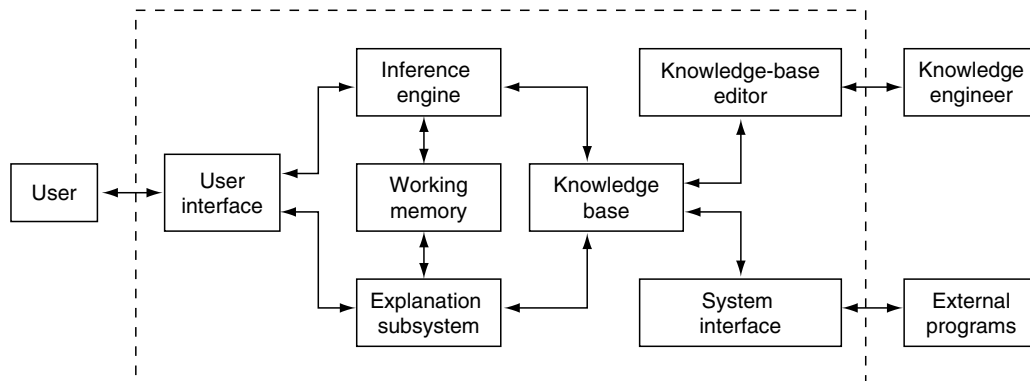 Inference
engine
Knowledge-base
editor
Knowledge
engineer
User
User
interface
Working
memory
Knowledge
base
Explanation
subsystem
System
interface
External
programs